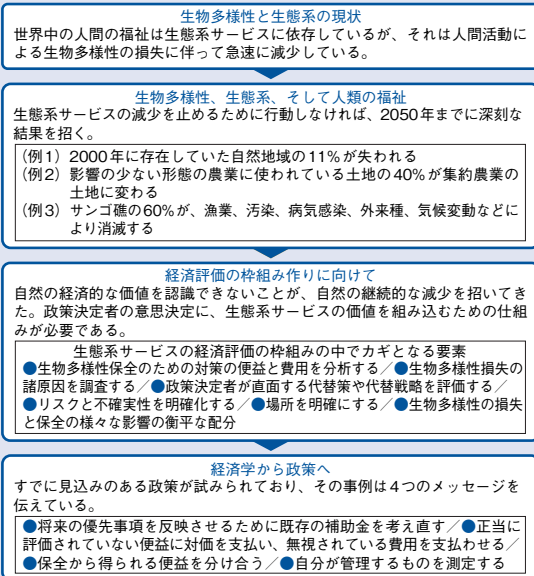 生物多様性と生態系の現状
世界中の人間の福祉は生態系サービスに依存しているが、それは人間活動に
よる生物多様性の損失に伴って急速に減少している。
生物多様性、生態系、そして人類の福祉
生態系サービスの減少を止めるために行動しなければ、2050年までに深刻な
結果を招く。
(例1) 2000年に存在していた自然地域の11%が失われる
(例2) 影響の少ない形態の農業に使われている土地の40%が集約農業の
土地に変わる
(例3) サンゴ礁の60%が、漁業、汚染、病気感染、外来種、気候変動などに
より消滅する
経済評価の枠組み作りに向けて
自然の経済的な価値を認識できないことが、自然の継続的な減少を招いてき
た。政策決定者の意思決定に、生態系サービスの価値を組み込むための仕組
みが必要である。
生態系サービスの経済評価の枠組みの中でカギとなる要素
●生物多様性保全のための対策の便益と費用を分析する/●生物多様性損失の
諸原因を調査する/●政策決定者が直面する代替策や代替戦略を評価する/
●リスクと不確実性を明確化する/●場所を明確にする/●生物多様性の損失
と保全の様々な影響の衡平な配分
経済学から政策へ
すでに見込みのある政策が試みられており、その事例は4つのメッセージを
伝えている。
●将来の優先事項を反映させるために既存の補助金を考え直す/●正当に
評価されていない便益に対価を支払い、無視されている費用を支払わせる/
●保全から得られる便益を分け合う/●自分が管理するものを測定する